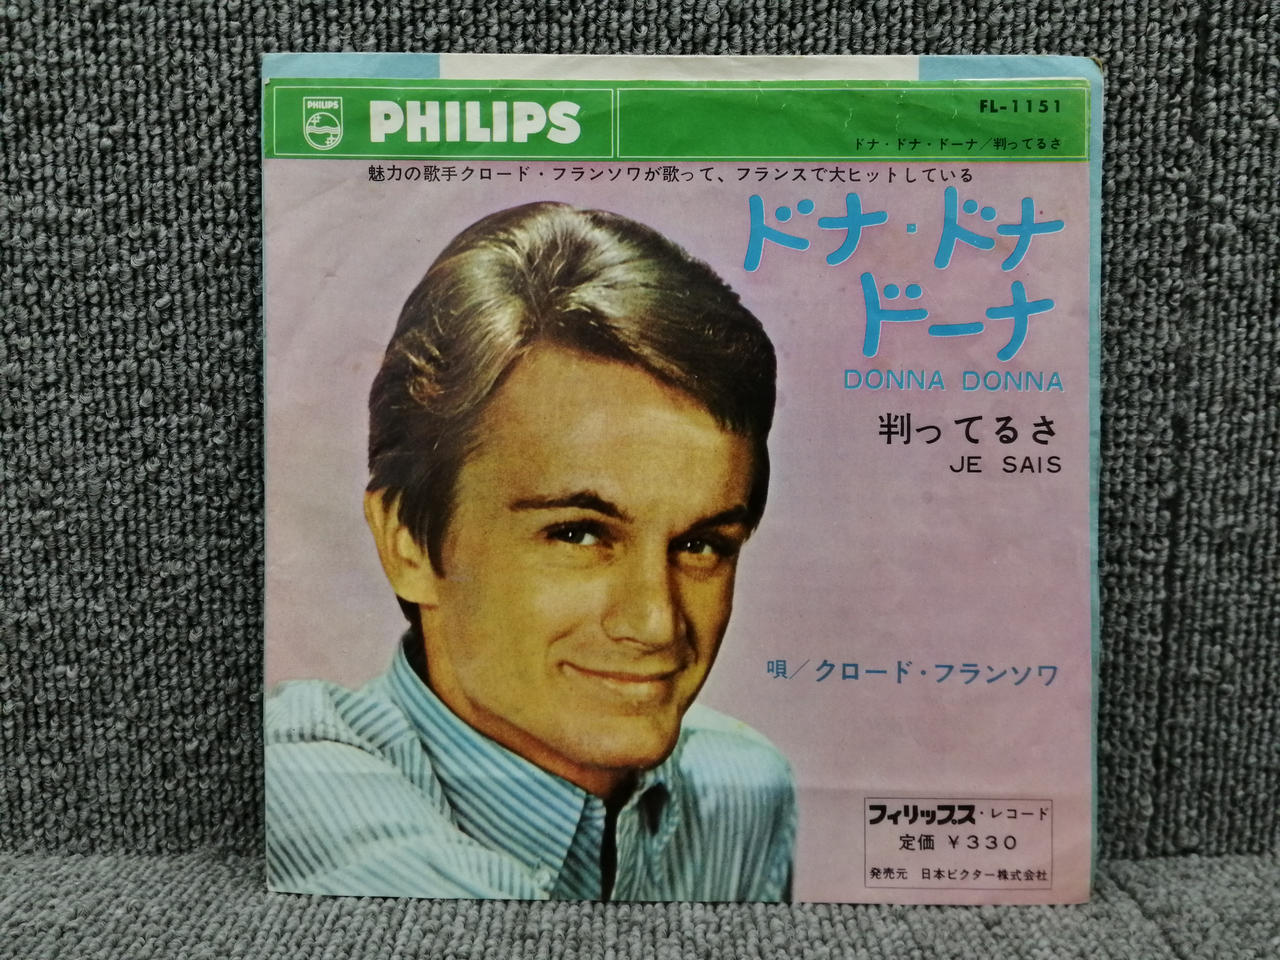 PHILIPS
PHILIPS
FL-1151
ドナ・ドナ・ドーナ／判ってるさ
魅力の歌手クロード・フランソワが歌って、フランスで大ヒットしている
ドナ・ドナ
ドーナ
DONNA DONNA
判ってるさ
JE SAIS
唄／クロード・フランソワ
フィリップス・レコード
定価 ￥330
発売元 日本ビクター株式会社